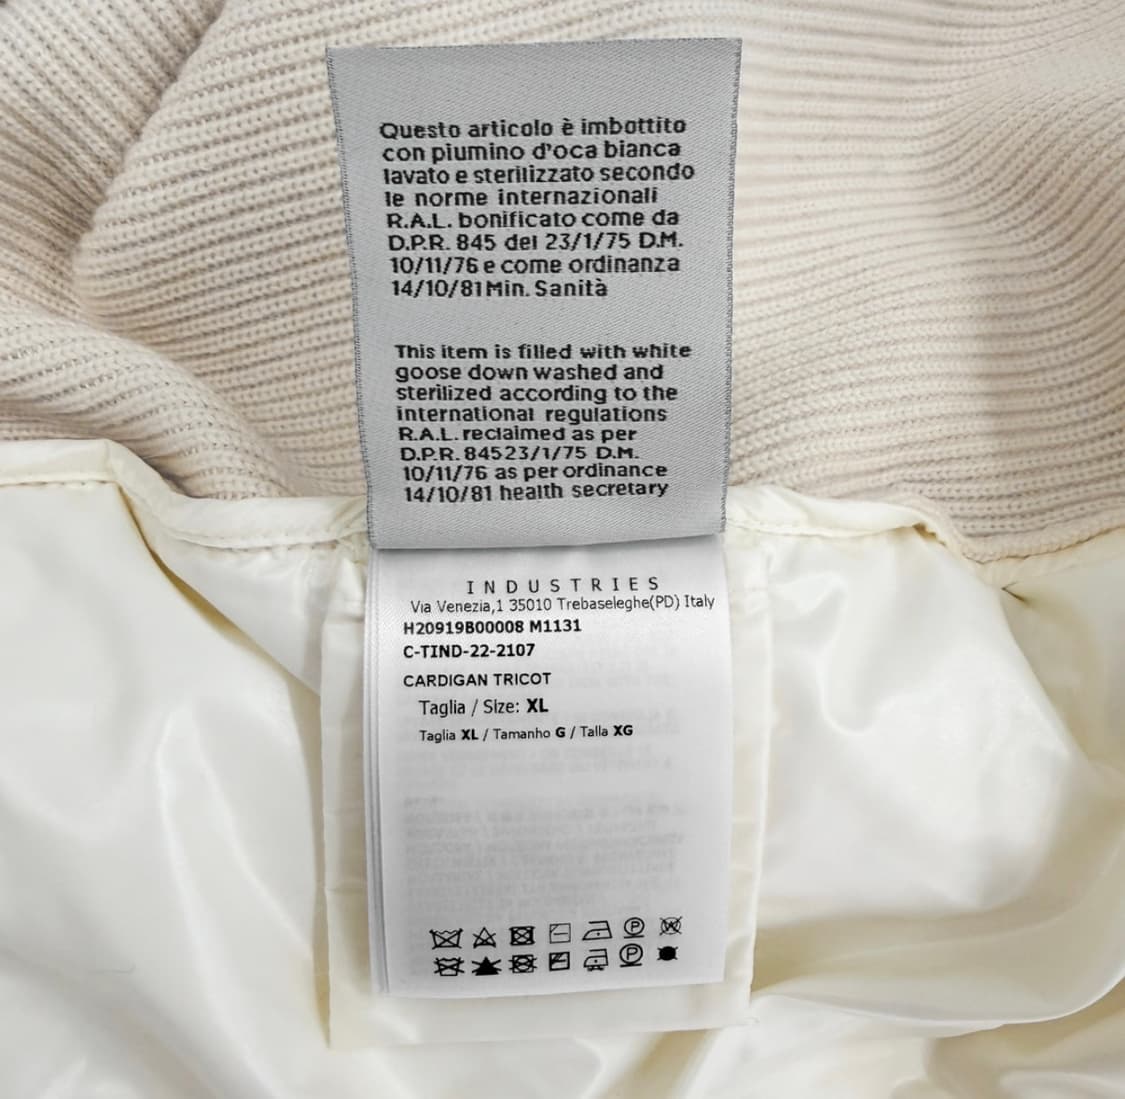 Questo articolo è imbottito
con piumino d'oca bianca
lavato e sterilizzato secondo
le norme internazionali
R.A.L. bonificato come da
D.P.R. 845 del 23/1/75 D.M.
10/11/76 e come ordinanza
14/10/81 Min. Sanità
This item is filled with white
goose down washed and
sterilized according to the
international regulations
R.A.L. reclaimed as per
D.P.R. 84523/1/75 D.M.
10/11/76 as per ordinance
14/10/81 health secretary
INDUSTRIES
Via Venezia,1 35010 Trebaseleghe(PD) Italy
H20919B00008 M1131
C-TIND-22-2107
CARDIGAN TRICOT
Taglia / Size: XL
Taglia XL / Tamanho G / Talla XG
P W
P